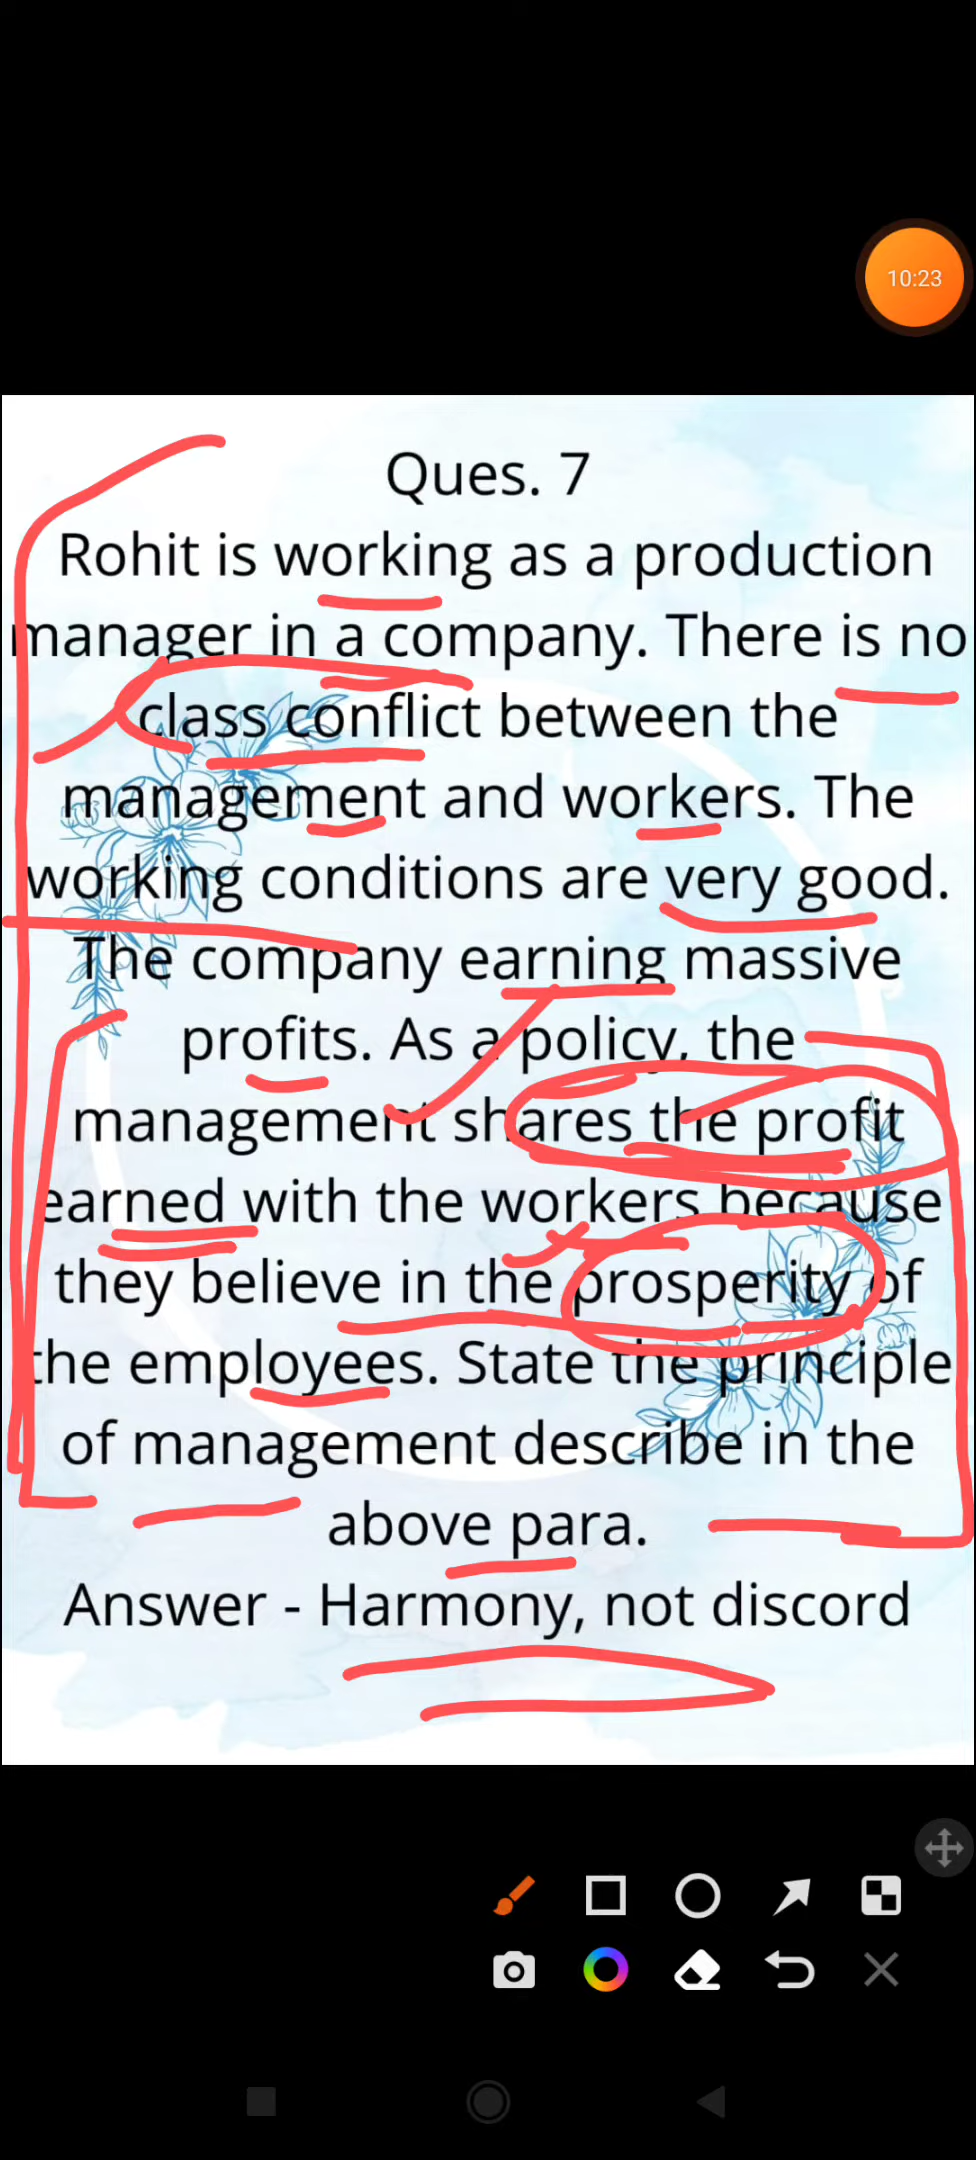 10:23
Ques. 7
Rohit is working as a production
manager in a company. There is no
class conflict between the
management and workers. The
working conditions are very good.
The company earning massive
profits. As a policy, the
management shares the profit
earned with the workers because
they believe in the prosperity of
the employees. State the principle
of management describe in the
above para.
Answer - Harmony, not discord